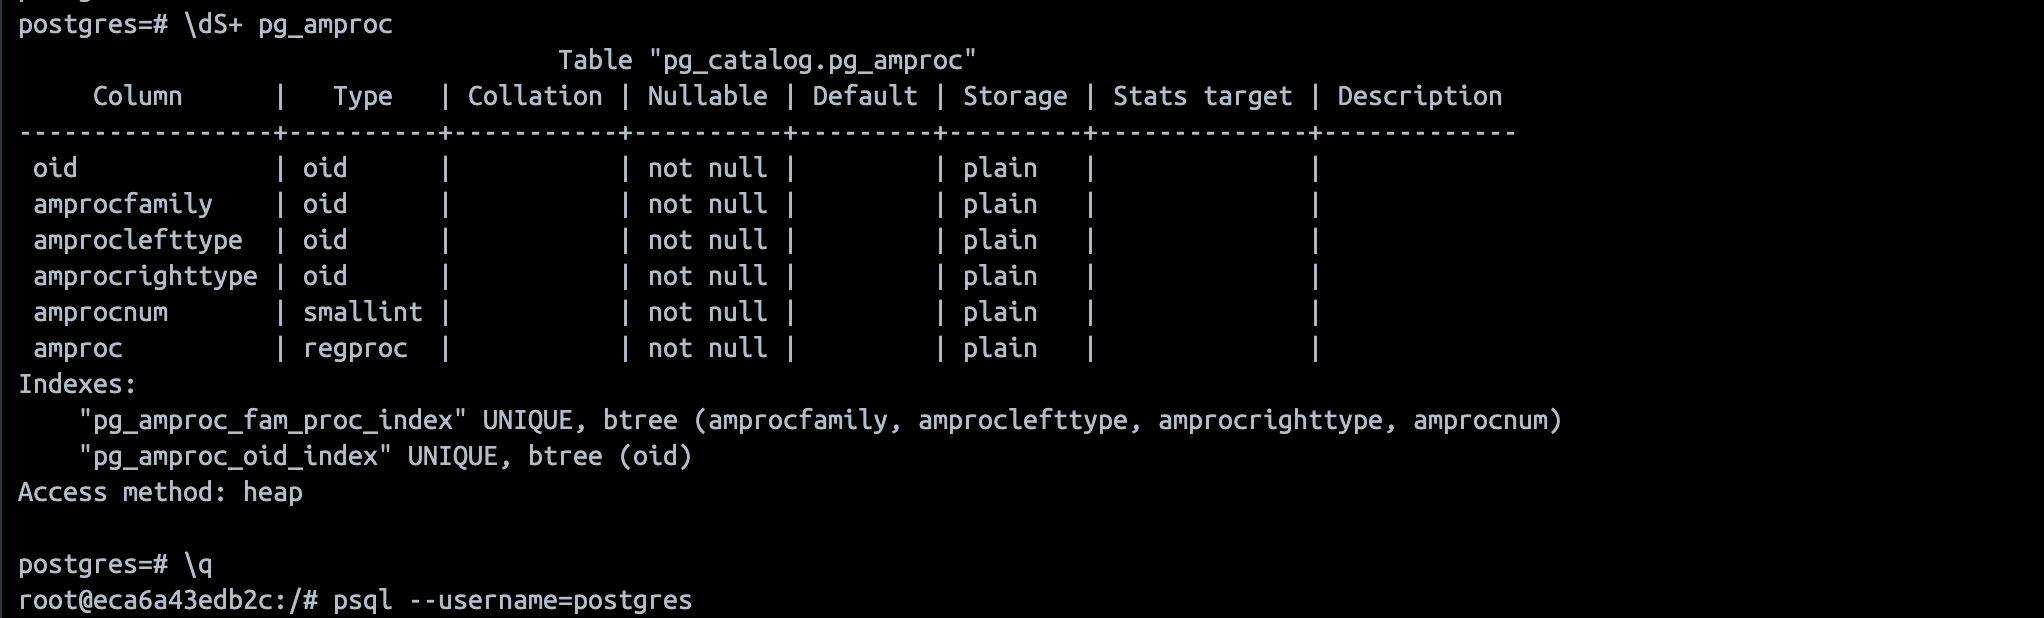 postgres=# \dS+ pg_amproc
                                    Table "pg_catalog.pg_amproc"
     Column      |   Type   | Collation | Nullable | Default | Storage | Stats target | Description
-----------------+----------+-----------+----------+---------+---------+--------------+-------------
 oid             | oid      |           | not null |         | plain   |              |
 amprocfamily    | oid      |           | not null |         | plain   |              |
 amproclefttype  | oid      |           | not null |         | plain   |              |
 amprocrighttype | oid      |           | not null |         | plain   |              |
 amprocnum       | smallint |           | not null |         | plain   |              |
 amproc          | regproc  |           | not null |         | plain   |              |
Indexes:
    "pg_amproc_fam_proc_index" UNIQUE, btree (amprocfamily, amproclefttype, amprocrighttype, amprocnum)
    "pg_amproc_oid_index" UNIQUE, btree (oid)
Access method: heap

postgres=# \q
root@eca6a43edb2c:/# psql --username=postgres